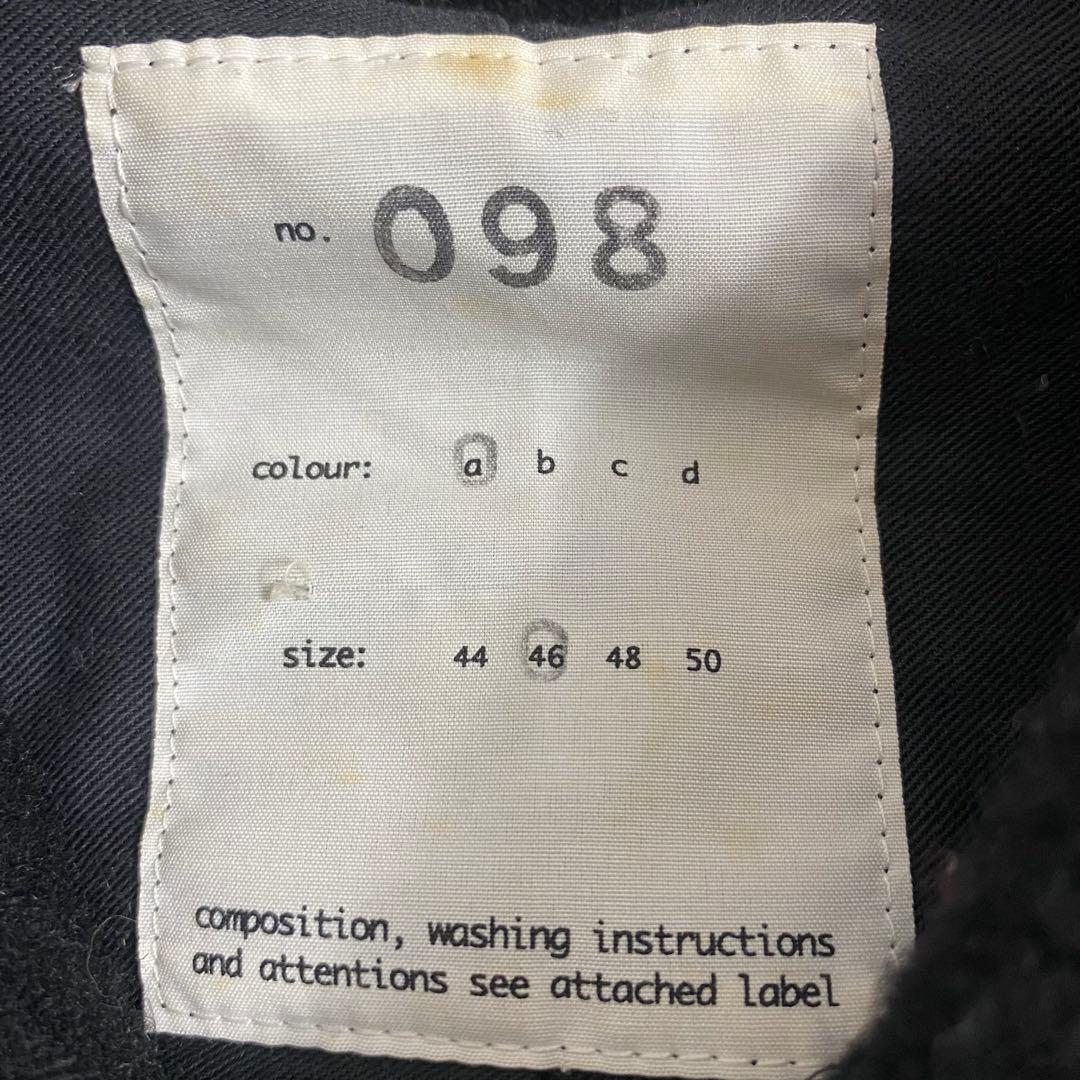 no. 098
colour: a b c d
size: 44 46 48 50
composition, washing instructions
and attentions see attached label